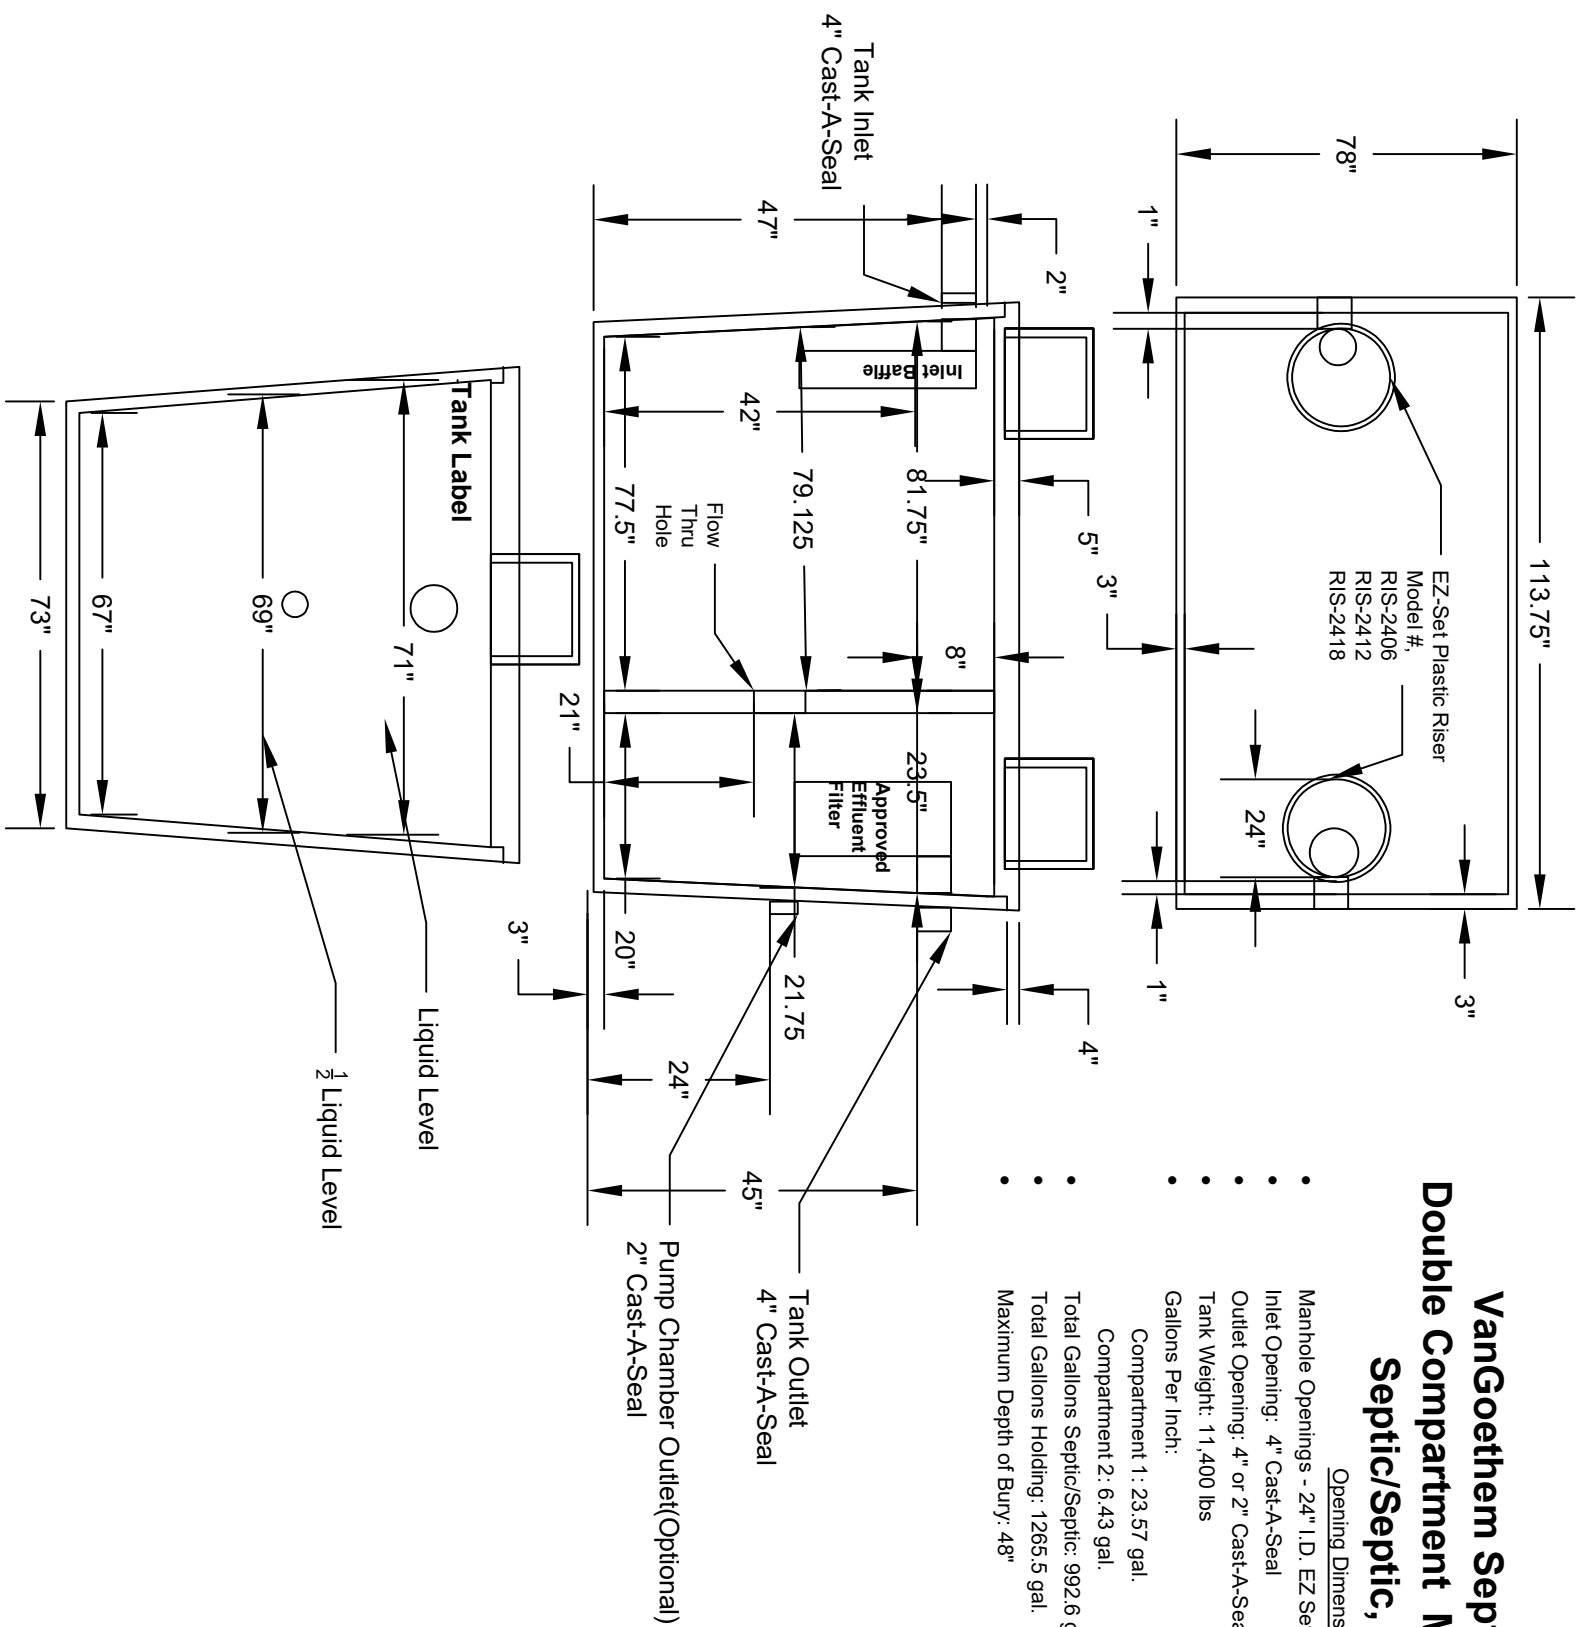 VanGoethem
Double Compartment
Septic/Septic,
Opening
Manhole Openings - 24" I.D. EZ
Inlet Opening: 4" Cast-A-Seal
Outlet Opening: 4" or 2"
Tank Weight: 11,400 lbs
Gallons Per Inch:
Compartment 1: 23.57 gal.
Compartment 2: 6.43 gal.
Total Gallons Septic/Septic: 992.6
Total Gallons Holding: 1265.5 gal.
Maximum Depth of Bury: 48"
113.75"
78"
EZ-Set Plastic Riser
Model #,
RIS-2406
RIS-2412
RIS-2418
24"
3"
1"
1"
3"
Tank Inlet
4" Cast-A-Seal
47"
2"
5"
4"
Inlet Baffle
42"
81.75"
79.125
77.5"
8"
Flow
Thru
Hole
21"
23.5"
Approved
Effluent
Filter
21.75
20"
3"
24"
45"
Tank Outlet
4" Cast-A-Seal
Pump Chamber Outlet(Optional)
2" Cast-A-Seal
Tank Label
71"
69"
67"
73"
Liquid Level
½ Liquid Level